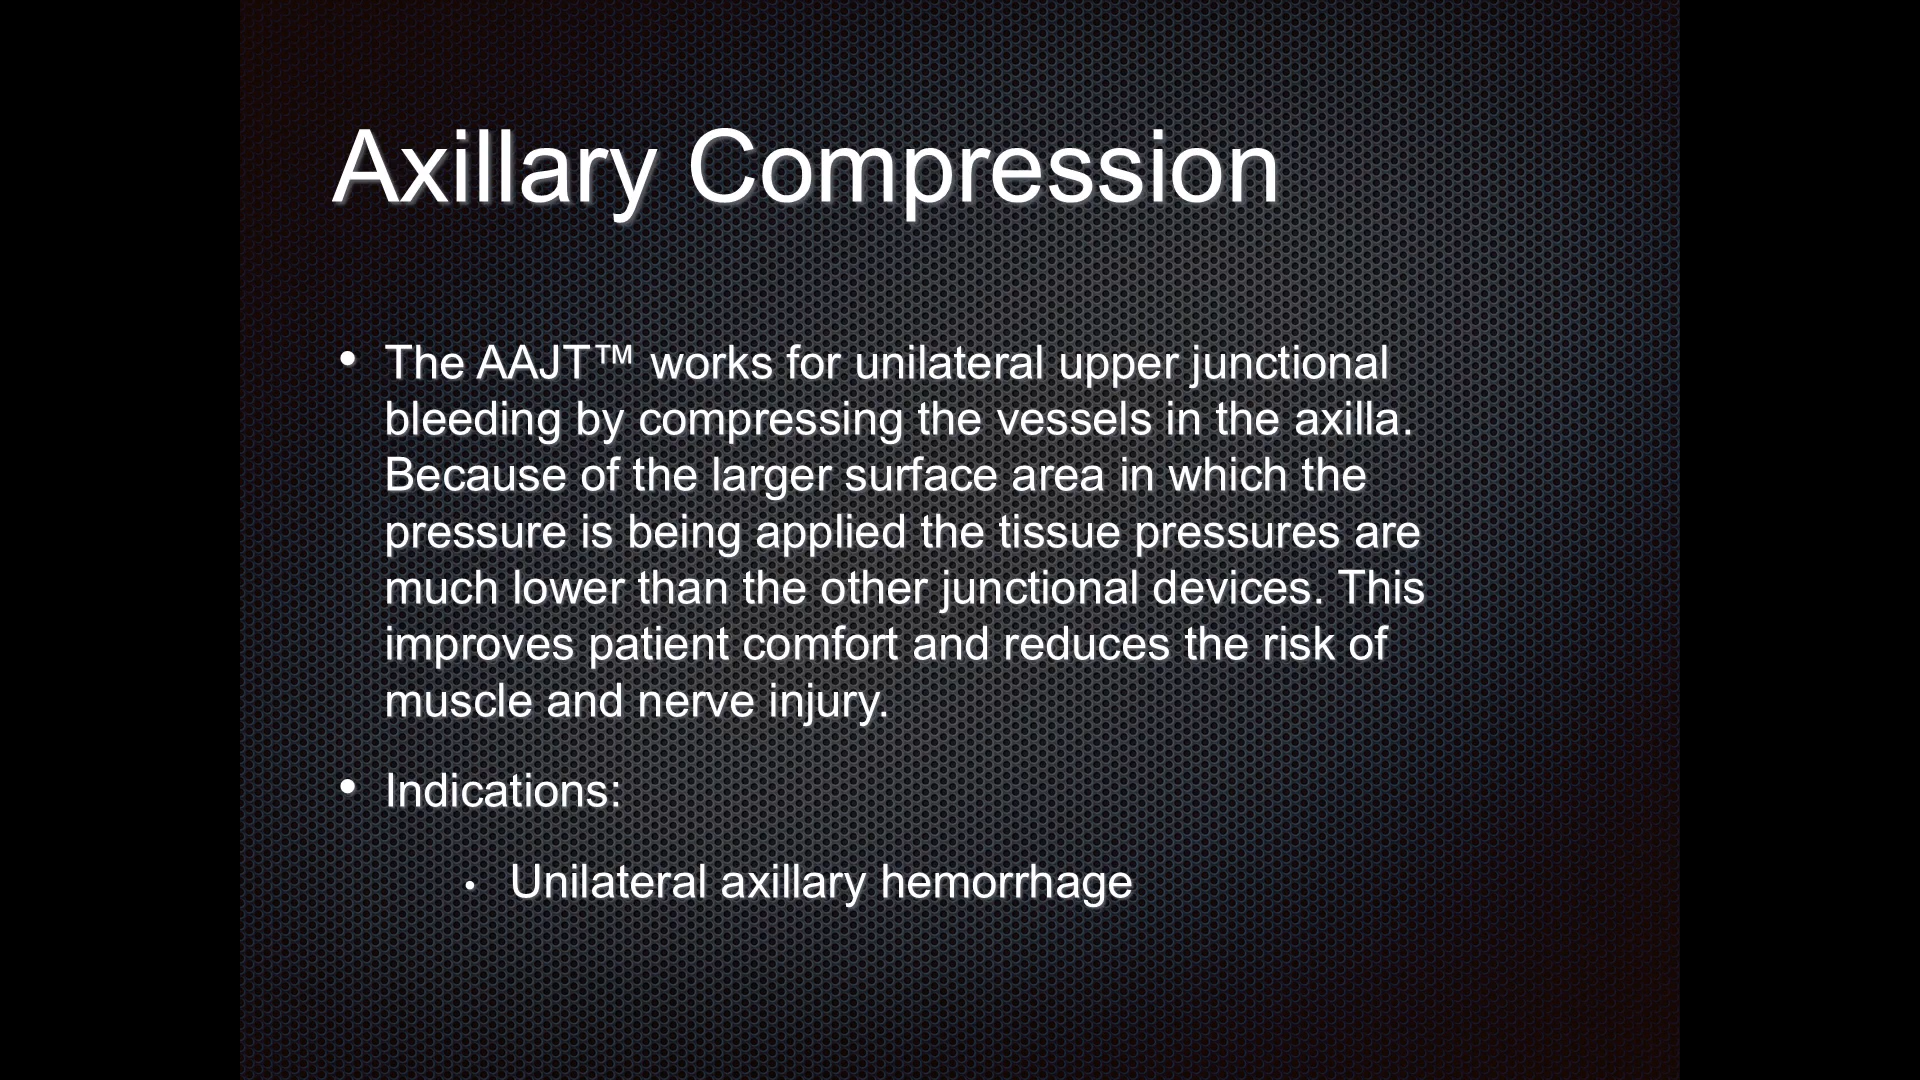 Axillary Compression
• The AAJT™ works for unilateral upper junctional
bleeding by compressing the vessels in the axilla.
Because of the larger surface area in which the
pressure is being applied the tissue pressures are
much lower than the other junctional devices. This
improves patient comfort and reduces the risk of
muscle and nerve injury.
• Indications:
• Unilateral axillary hemorrhage